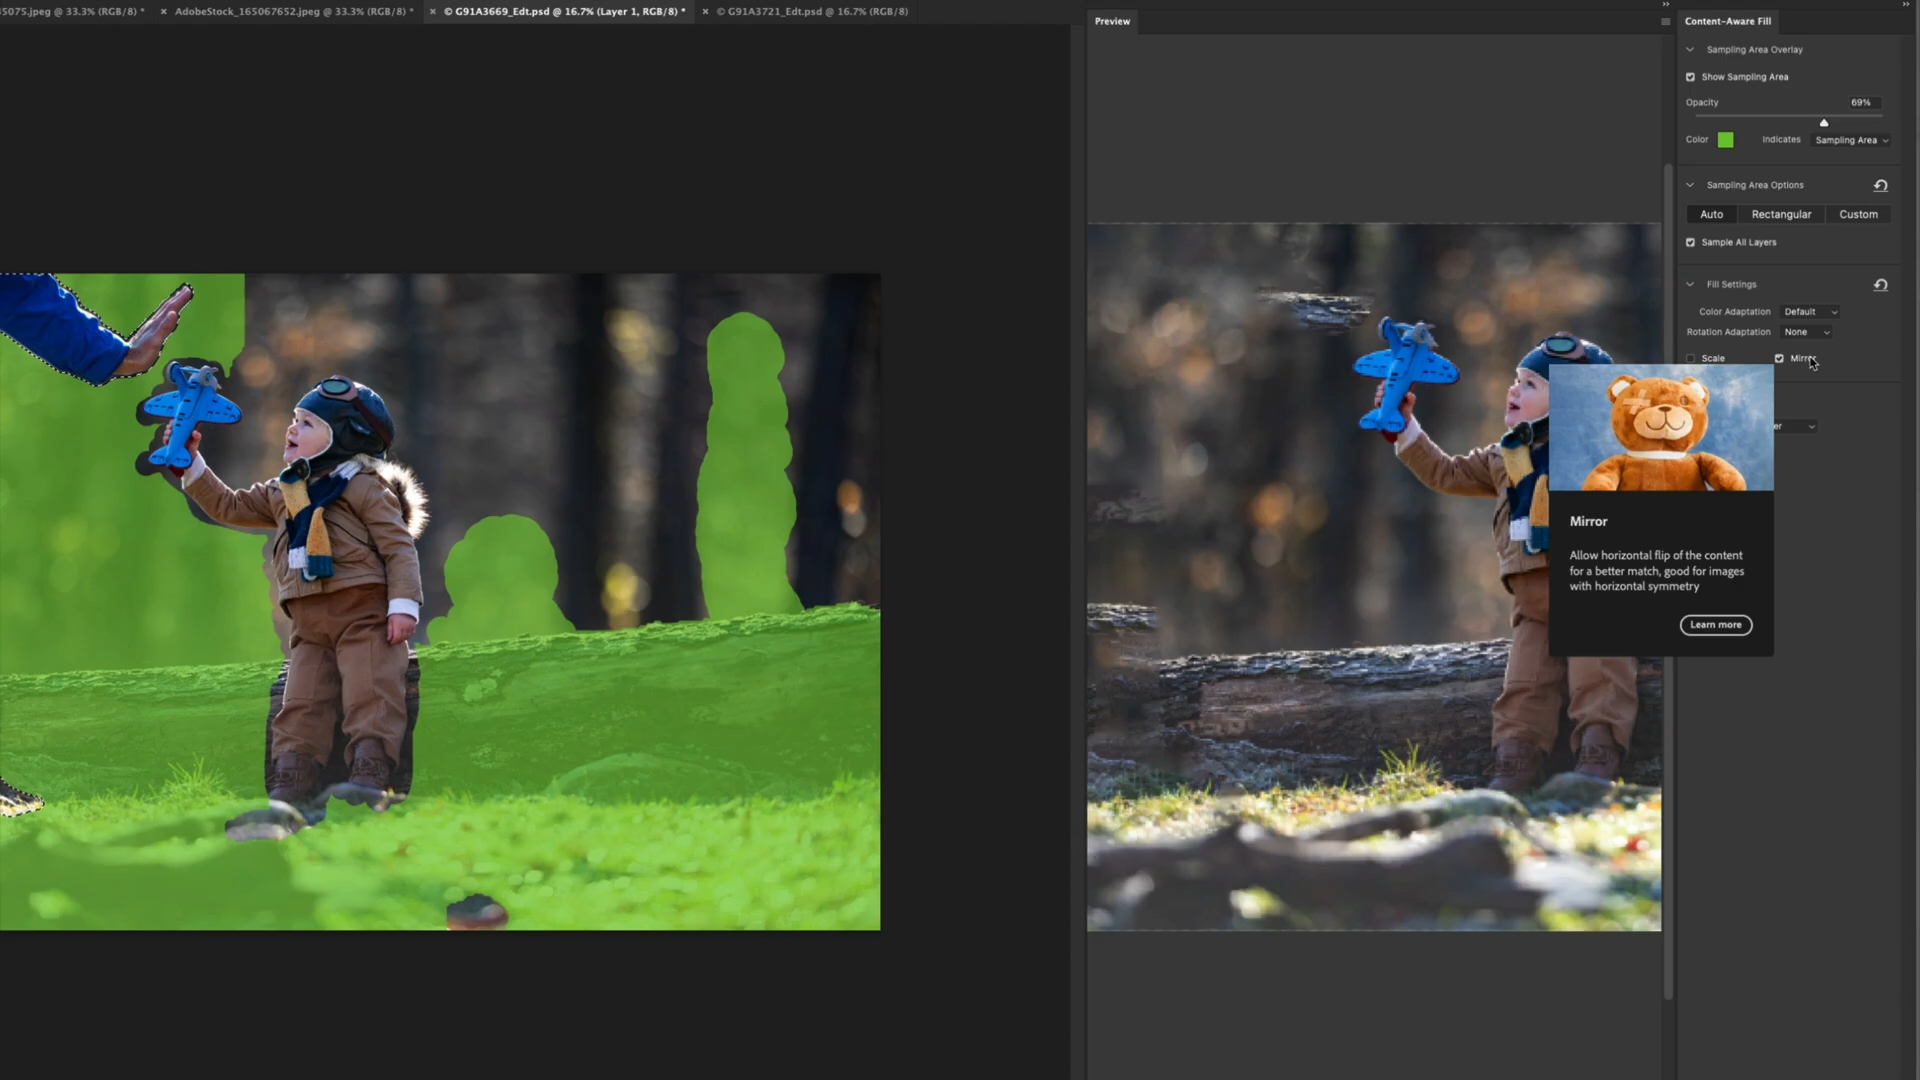 45075.jpeg @ 33.3% (RGB/8) *
AdobeStock_165067652.jpeg @ 33.3% (RGB/8) *
© G91A3669_Edt.psd @ 16.7% (Layer 1, RGB/8) *
© G91A3721_Edt.psd @ 16.7% (RGB/8)
Preview
Content-Aware Fill
Sampling Area Overlay
Show Sampling Area
Opacity 69%
Color Indicates Sampling Area
Sampling Area Options
Auto Rectangular Custom
Sample All Layers
Fill Settings
Color Adaptation Default
Rotation Adaptation None
Scale Mirror
er
Mirror
Allow horizontal flip of the content
for a better match, good for images
with horizontal symmetry
Learn more